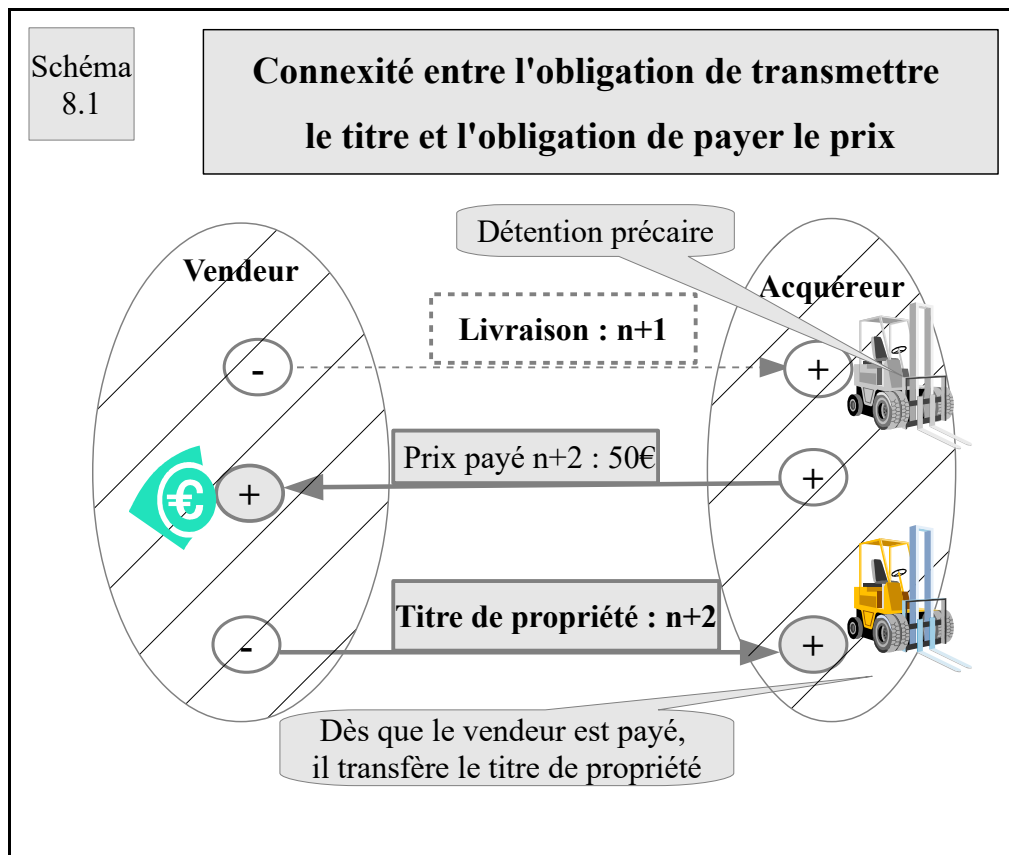 Schéma
8.1
Connexité entre l'obligation de transmettre
le titre et l'obligation de payer le prix
Détention précaire
Vendeur
Acquéreur
Livraison : n+1
-
+
Prix payé n+2 : 50€
€
+
+
Titre de propriété : n+2
-
+
Dès que le vendeur est payé,
il transfère le titre de propriété